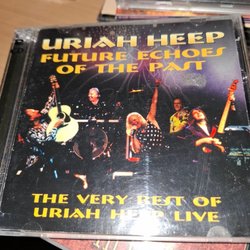 URIAH HEEP
FUTURE ECHOES
OF THE PAST
THE VERY BEST OF
URIAH HEEP LIVE